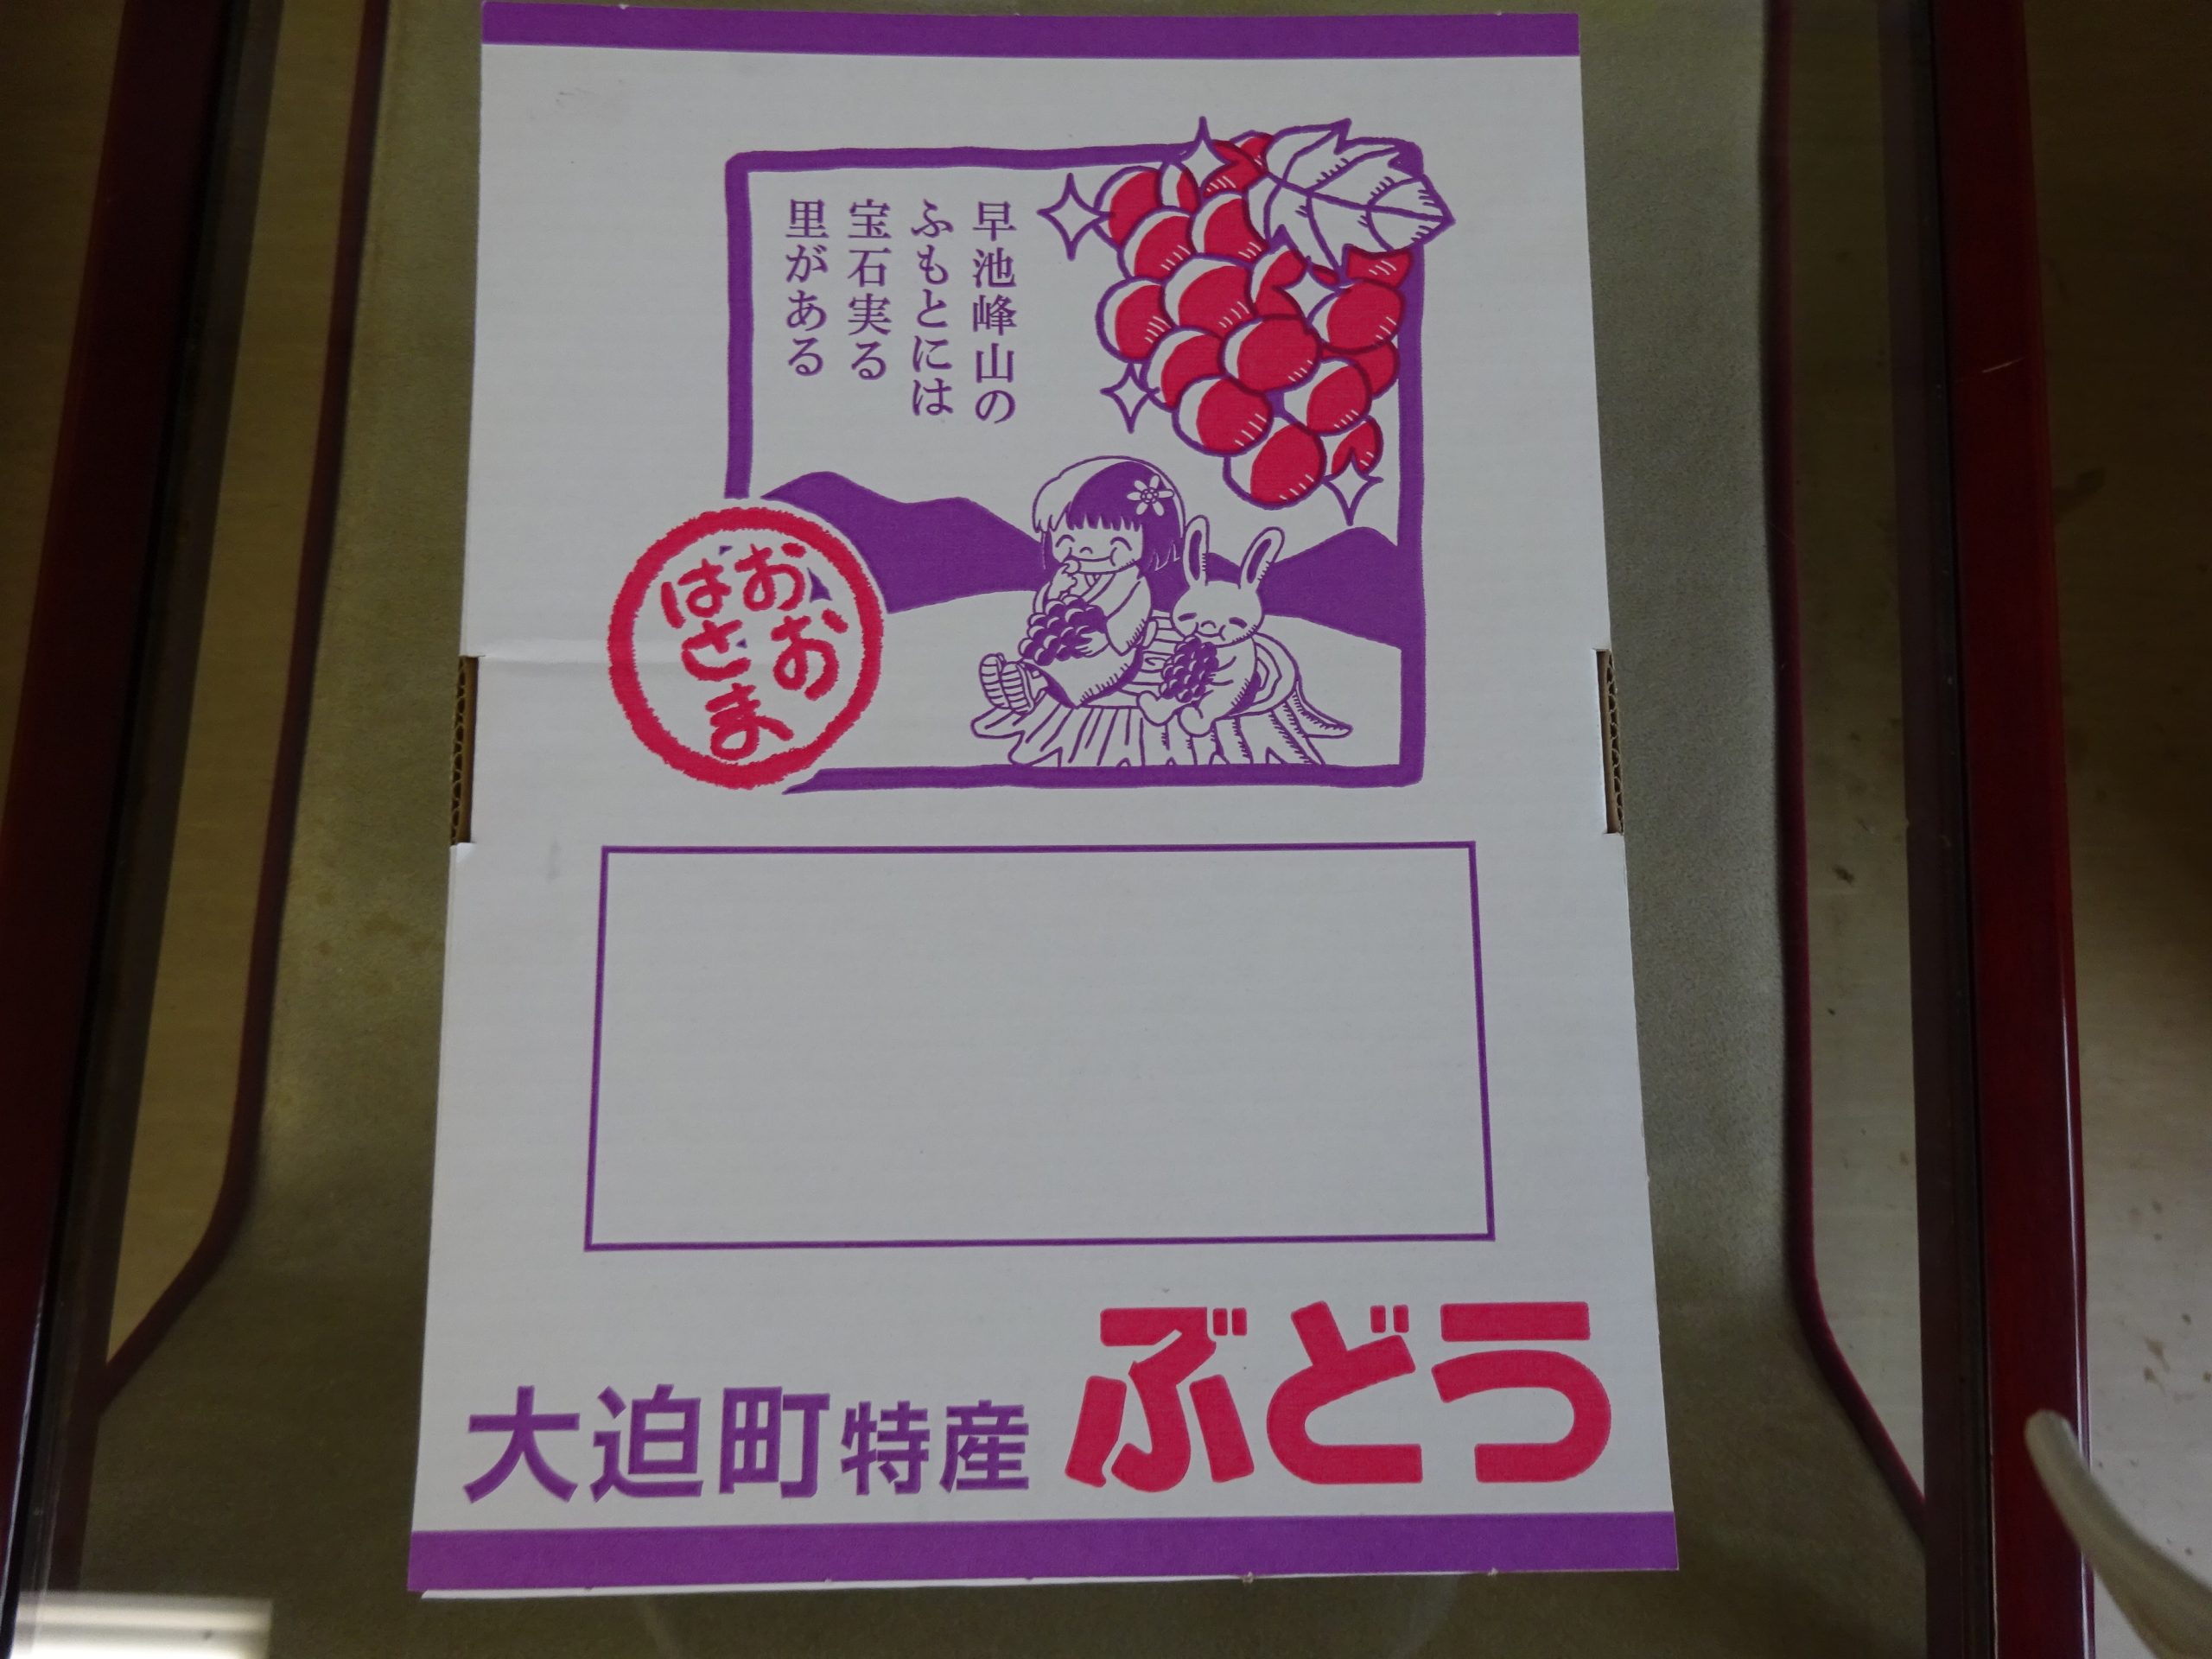 早池峰山の
ふもとには
宝石実る
里がある
おお
はさま
大迫町特産 ぶどう